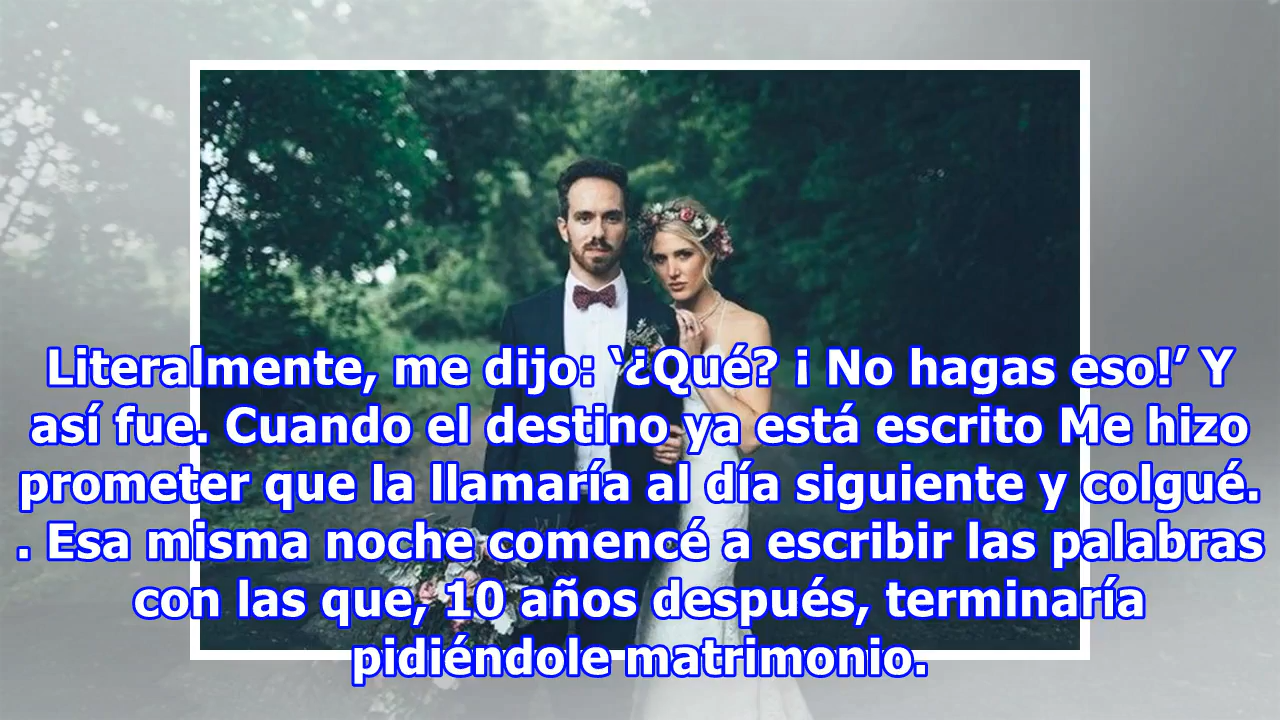 Literalmente, me dijo: ‘¿Qué? ¡ No hagas eso!’ Y
así fue. Cuando el destino ya está escrito Me hizo
prometer que la llamaría al día siguiente y colgué.
. Esa misma noche comencé a escribir las palabras
con las que, 10 años después, terminaría
pidiéndole matrimonio.